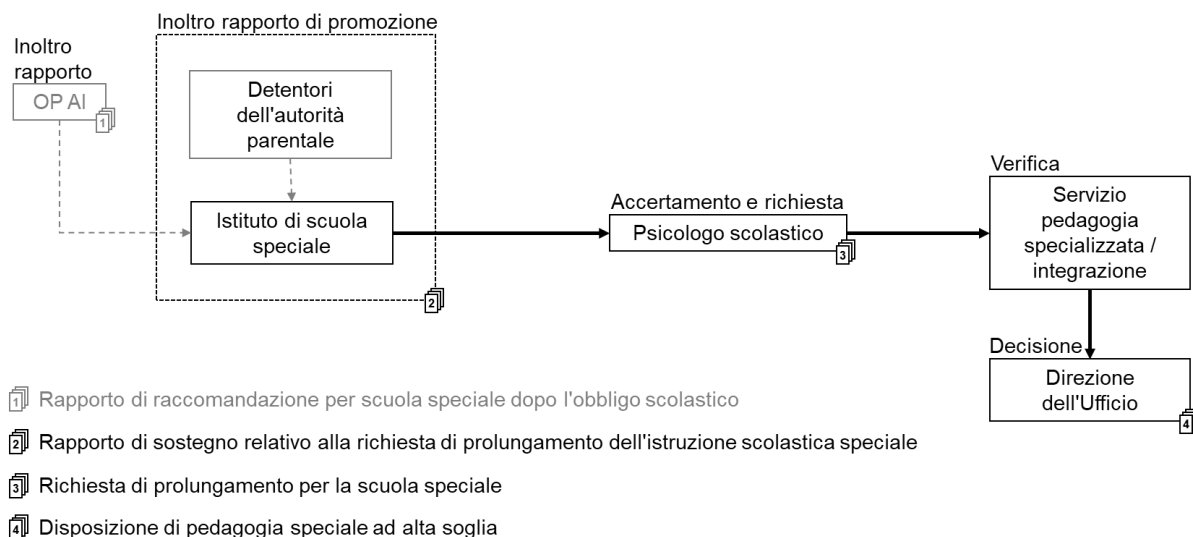 Inoltro rapporto di promozione
Inoltro
rapporto
OP AI
1
Detentori
dell'autorità
parentale
Istituto di scuola
speciale
2
Accertamento e richiesta
Psicologo scolastico
3
Verifica
Servizio
pedagogia
specializzata /
integrazione
Decisione
Direzione
dell'Ufficio
4
1 Rapporto di raccomandazione per scuola speciale dopo l'obbligo scolastico
2 Rapporto di sostegno relativo alla richiesta di prolungamento dell'istruzione scolastica speciale
3 Richiesta di prolungamento per la scuola speciale
4 Disposizione di pedagogia speciale ad alta soglia